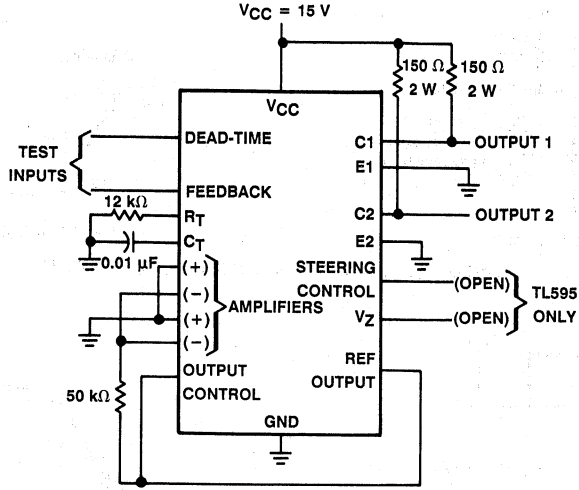 VCC = 15 V
150 Ω 150 Ω
2 W 2 W
VCC
DEAD-TIME
TEST
INPUTS
FEEDBACK
12 kΩ
RT
CT
0.01 μF
(+)
(−)
(+)
(−)
AMPLIFIERS
OUTPUT
CONTROL
50 kΩ
GND
C1
OUTPUT 1
E1
C2
OUTPUT 2
E2
STEERING
CONTROL
(OPEN)
VZ
(OPEN)
TL595
ONLY
REF
OUTPUT